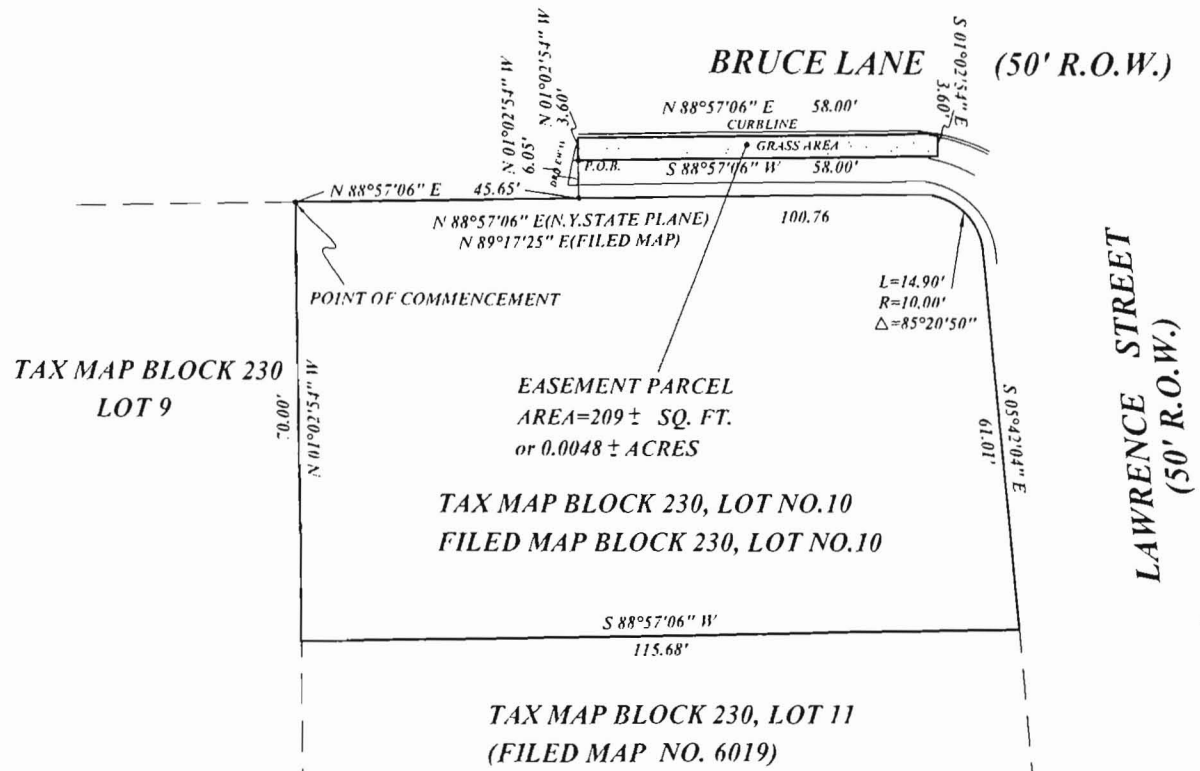 BRUCE LANE (50' R.O.W.)
N 01°02'54" W
3.60'
N 01°02'54" W
6.05'
S 01°02'54" E
3.60'
N 88°57'06" E 58.00'
CURBLINE
GRASS AREA
P.O.B.
S 88°57'06" W 58.00'
N 88°57'06" E 45.65'
N 88°57'06" E(N.Y.STATE PLANE)
N 89°17'25" E(FILED MAP)
100.76
POINT OF COMMENCEMENT
L=14.90'
R=10.00'
△=85°20'50"
LAWRENCE STREET
(50' R.O.W.)
TAX MAP BLOCK 230
LOT 9
N 01°02'54" W
70.00'
EASEMENT PARCEL
AREA=209 ± SQ. FT.
or 0.0048 ± ACRES
S 05°42'04" E
61.01'
TAX MAP BLOCK 230, LOT NO.10
FILED MAP BLOCK 230, LOT NO.10
S 88°57'06" W
115.68'
TAX MAP BLOCK 230, LOT 11
(FILED MAP NO. 6019)